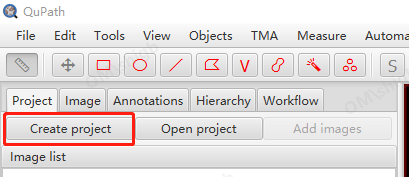 QuPath
File Edit Tools View Objects TMA Measure Automa
S
Project Image Annotations Hierarchy Workflow
Create project Open project Add images
Image list